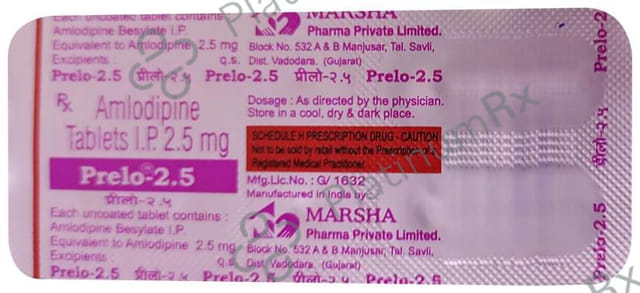 Each uncoated tablet contains
Amlodipine Besylate I.P.
Equivalent to Amlodipine 2.5 mg
Excipients : q.s.
MARSHA
Pharma Private Limited.
Block No. 532 A & B Manjusar, Tal. Savli,
Dist. Vadodara. (Gujarat)
Prelo-2.5 प्रीलो-२.५ Prelo-2.5 प्रीलो-२.५ Prelo-2.5
Rx Amlodipine
Tablets I.P. 2.5 mg
Prelo-2.5
प्रीलो-२.५
Dosage : As directed by the physician.
Store in a cool, dry & dark place.
SCHEDULE H PRESCRIPTION DRUG - CAUTION
Not to be sold by retail without the Prescription of a
Registered Medical Practitioner.
Mfg.Lic.No. : G/ 1632
Manufactured in India by :
MARSHA
Pharma Private Limited.
Block No. 532 A & B Manjusar, Tal. Savli,
Dist. Vadodara. (Gujarat)
Each uncoated tablet contains :
Amlodipine Besylate I.P.
Equivalent to Amlodipine 2.5 mg
Excipients : q.s.
Prelo-2.5 प्रीलो-२.५ Prelo-2.5 प्रीलो-२.५ Prelo-2.5
Prelo-2.5 प्रीलो-२.५ Prelo-2.5
PlatinumRx